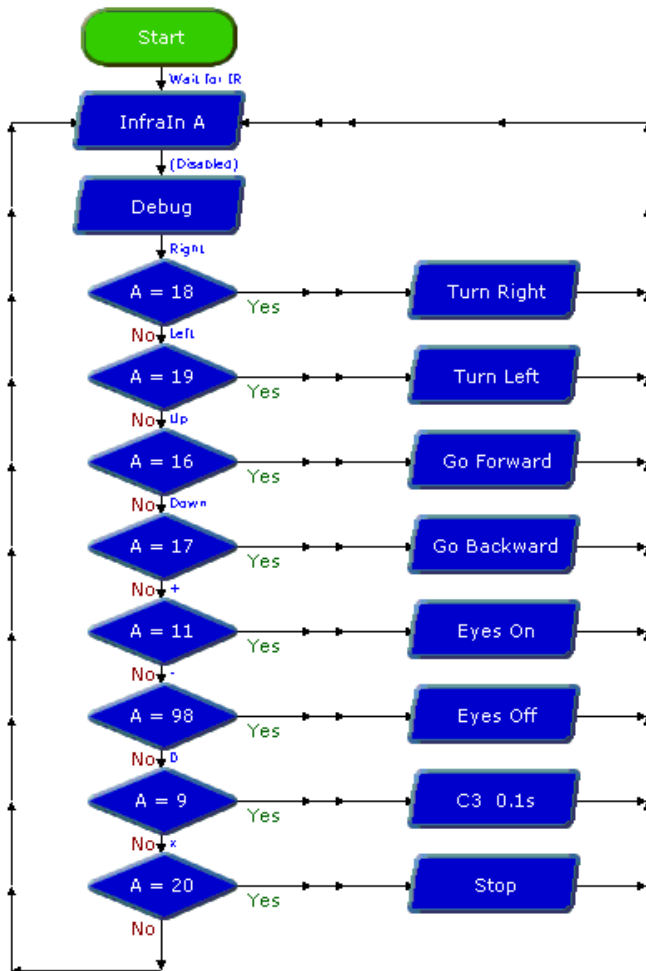 Start
Wait for IR
InfraIn A
(Disabled)
Debug
Right
A = 18
Yes
Turn Right
No
Left
A = 19
Yes
Turn Left
No
Up
A = 16
Yes
Go Forward
No
Down
A = 17
Yes
Go Backward
No
+
A = 11
Yes
Eyes On
No
-
A = 98
Yes
Eyes Off
No
D
A = 9
Yes
C3 0.1s
No
x
A = 20
Yes
Stop
No